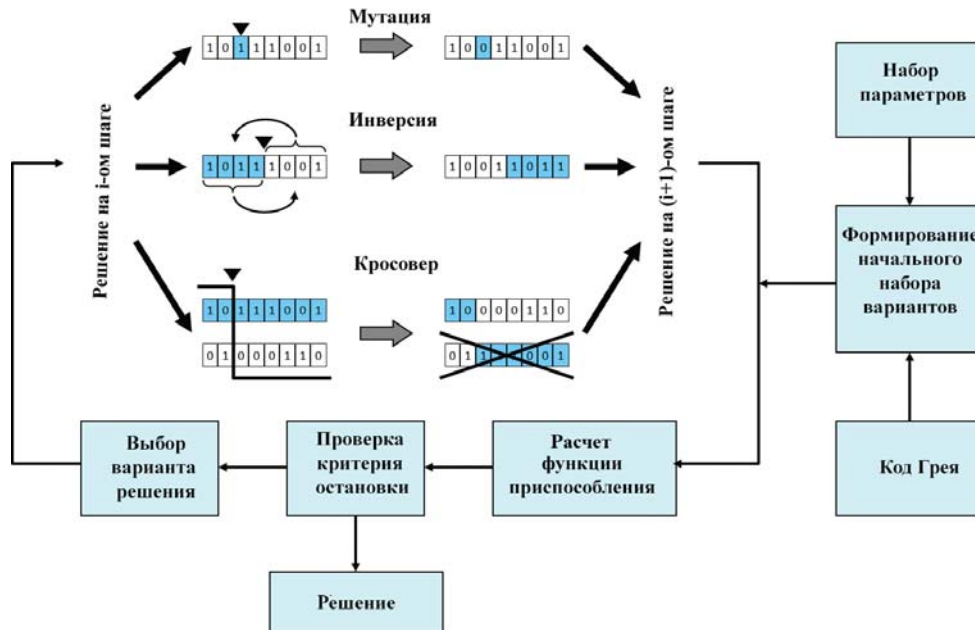 Мутация
1 0 1 1 1 0 0 1
1 0 0 1 1 0 0 1
Инверсия
1 0 1 1 1 0 0 1
1 0 0 1 1 0 1 1
Кросовер
1 0 1 1 1 0 0 1
1 0 0 0 0 1 1 0
0 1 0 0 0 1 1 0
0 1 1 0 0 1
Решение на i-ом шаге
Решение на (i+1)-ом шаге
Набор
параметров
Формирование
начального
набора
вариантов
Код Грея
Расчет
функции
приспособления
Проверка
критерия
остановки
Выбор
варианта
решения
Решение